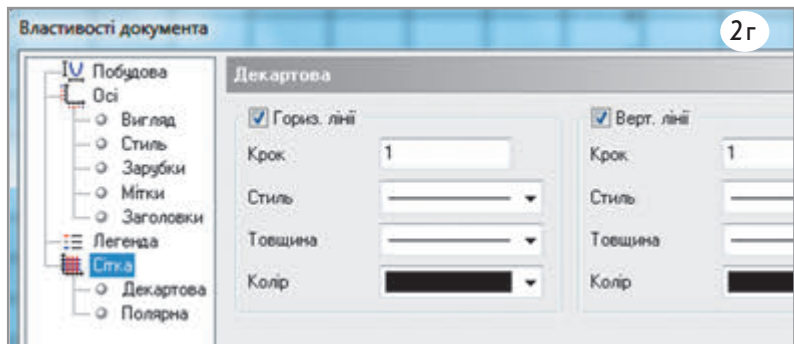 Властивості документа
2г
Побудова
Осі
Вигляд
Стиль
Зарубки
Мітки
Заголовки
Легенда
Сітка
Декартова
Полярна
Декартова
Гориз. лінії
Крок 1
Стиль
Товщина
Колір
Верт. лінії
Крок 1
Стиль
Товщина
Колір